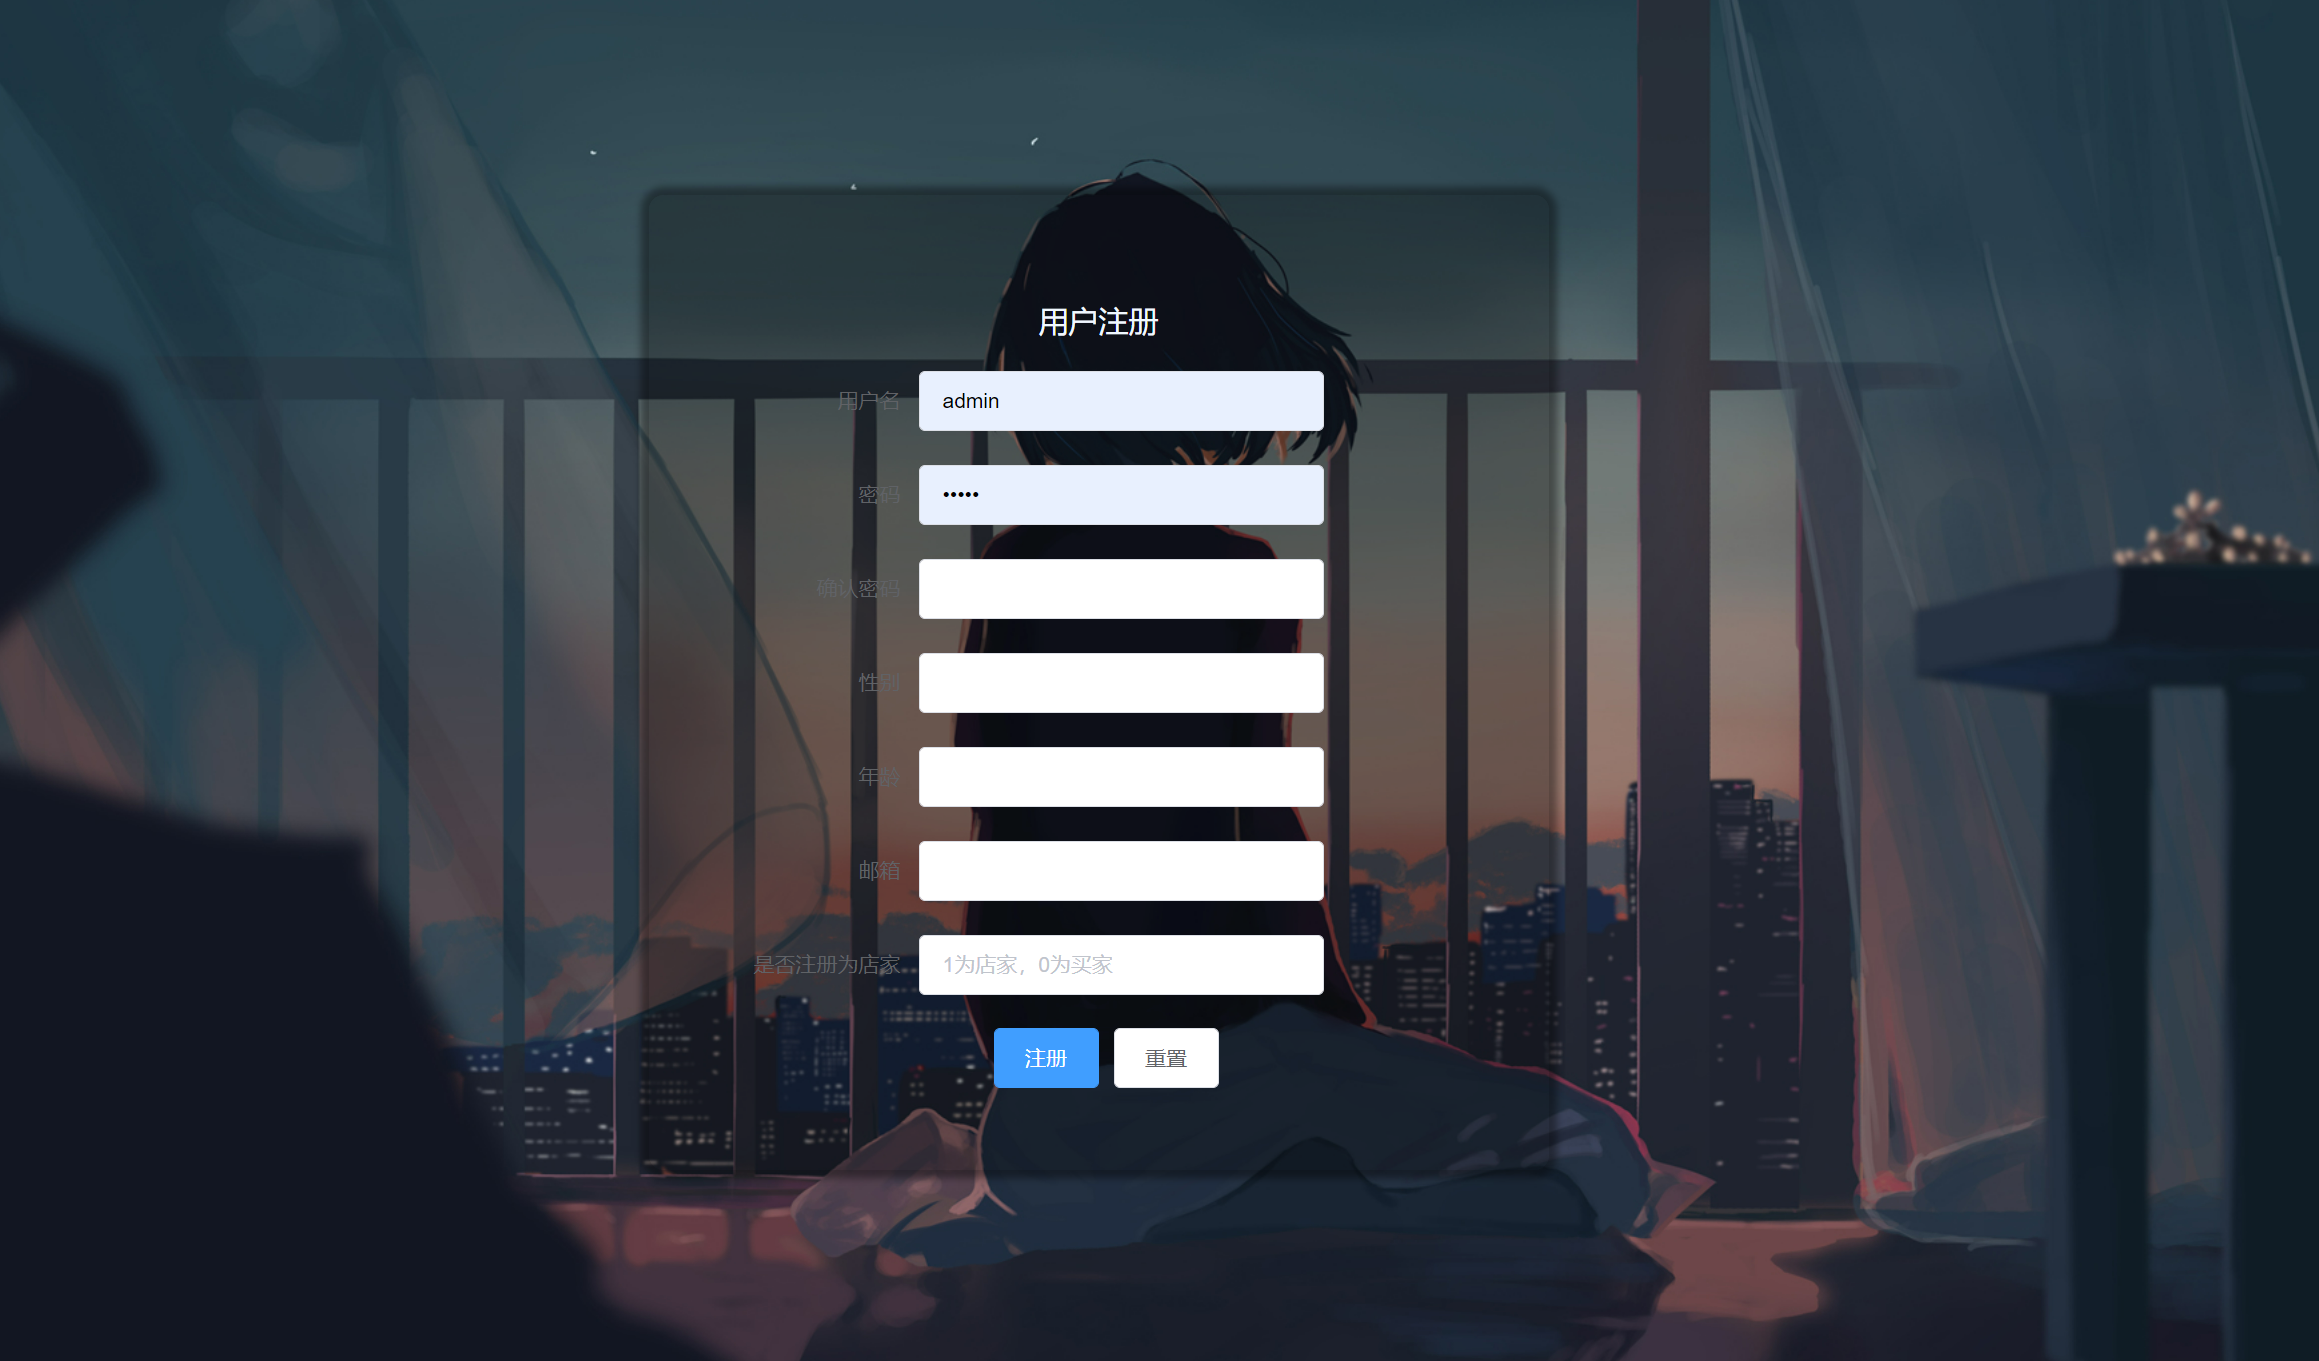 用户注册
用户名 admin
密码 •••••
确认密码
性别
年龄
邮箱
是否注册为店家 1为店家，0为买家
注册 重置